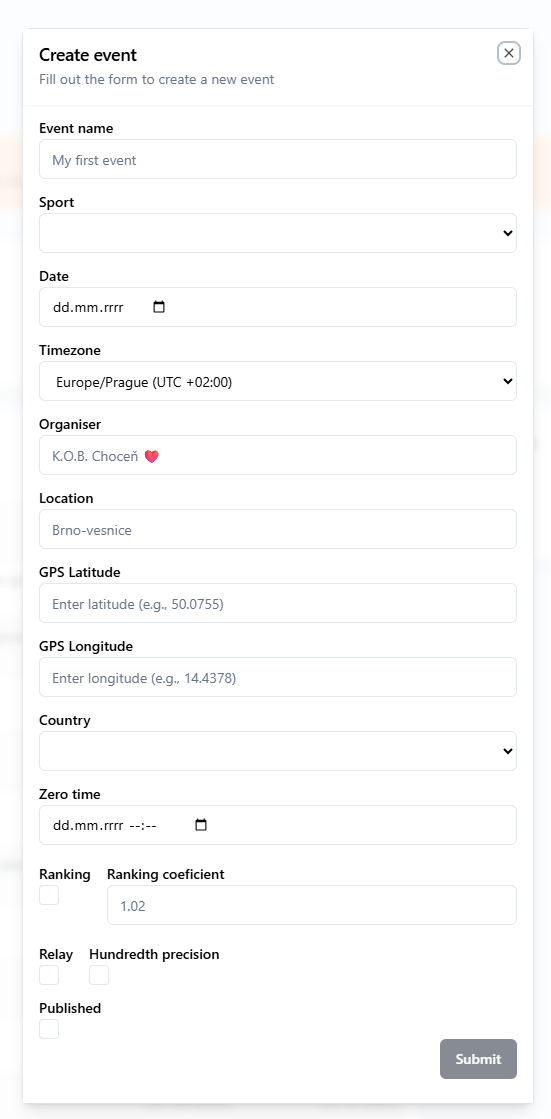 Create event
Fill out the form to create a new event
Event name
My first event
Sport
Date
dd.mm.rrrr
Timezone
Europe/Prague (UTC +02:00)
Organiser
K.O.B. Choceň ❤️
Location
Brno-vesnice
GPS Latitude
Enter latitude (e.g., 50.0755)
GPS Longitude
Enter longitude (e.g., 14.4378)
Country
Zero time
dd.mm.rrrr --:--
Ranking Ranking coeficient
1.02
Relay Hundredth precision
Published
Submit